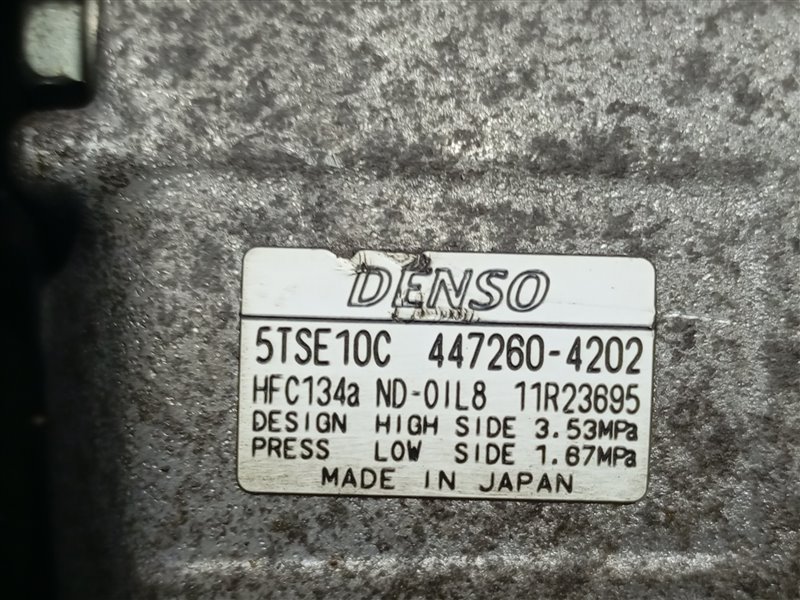 DENSO
5TSE10C 447260-4202
HFC134a ND-OIL8 11R23695
DESIGN HIGH SIDE 3.53MPa
PRESS LOW SIDE 1.67MPa
MADE IN JAPAN